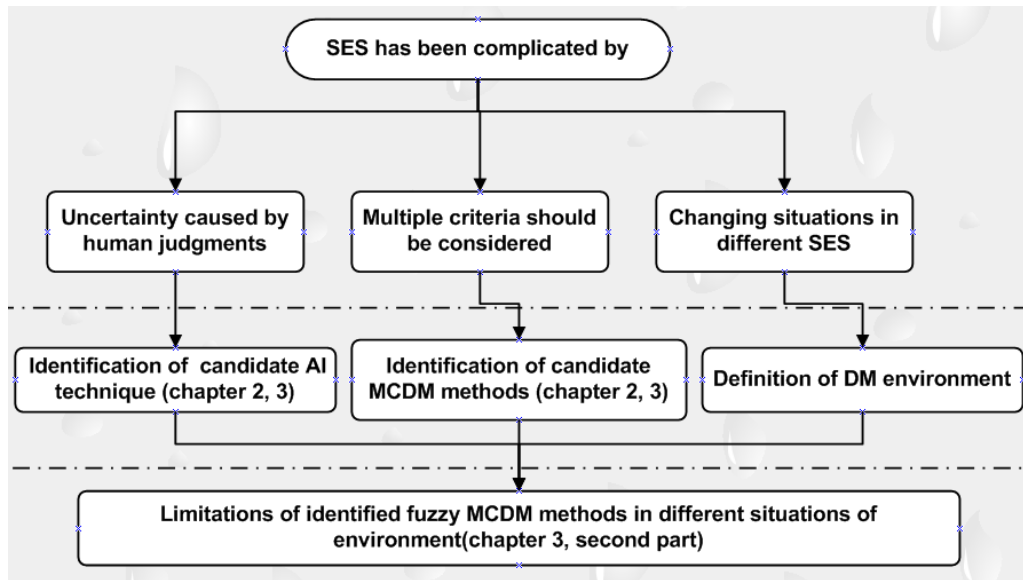 SES has been complicated by
Uncertainty caused by
human judgments
Multiple criteria should
be considered
Changing situations in
different SES
Identification of candidate AI
technique (chapter 2, 3)
Identification of candidate
MCDM methods (chapter 2, 3)
Definition of DM environment
Limitations of identified fuzzy MCDM methods in different situations of
environment(chapter 3, second part)